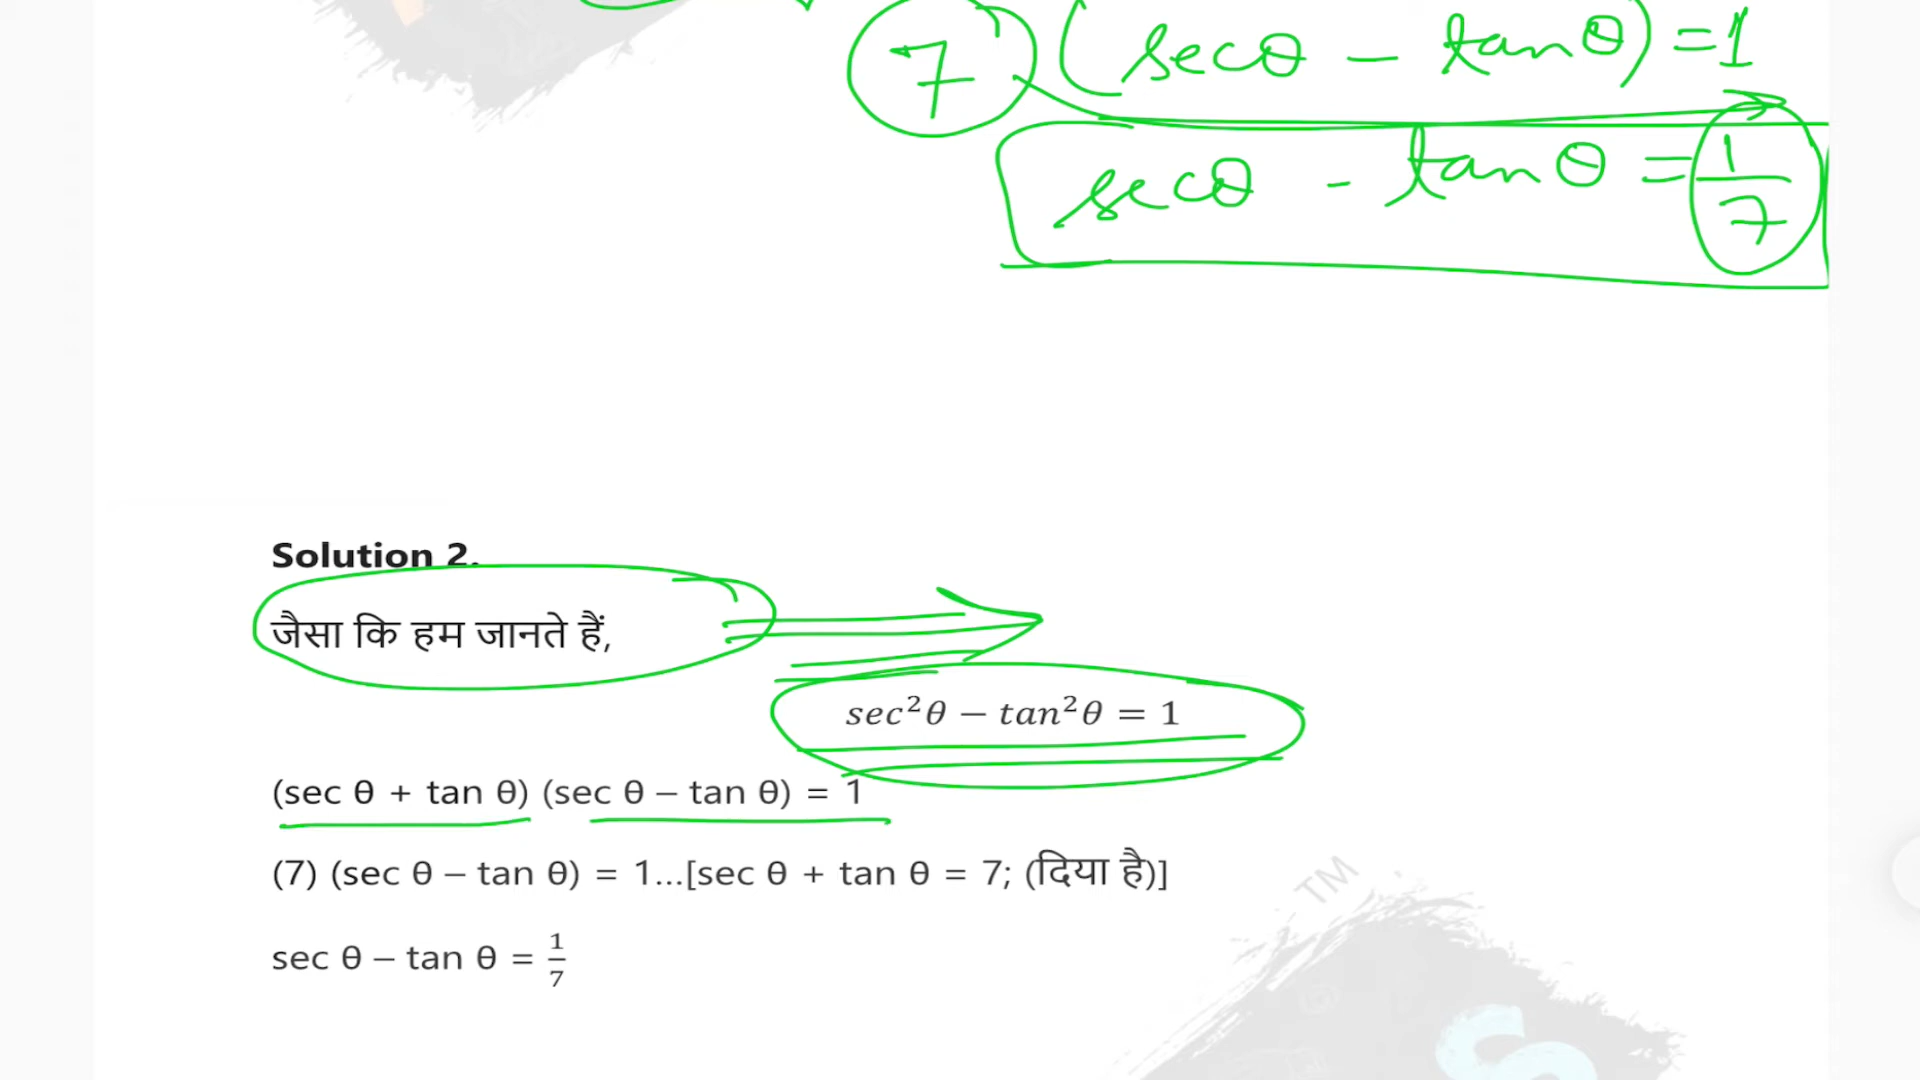 7 (secθ – tanθ) = 1
secθ - tanθ = 1/7
Solution 2.
जैसा कि हम जानते हैं,
sec²θ – tan²θ = 1
(sec θ + tan θ) (sec θ – tan θ) = 1
(7) (sec θ – tan θ) = 1...[sec θ + tan θ = 7; (दिया है)]
TM
sec θ – tan θ = 1/7